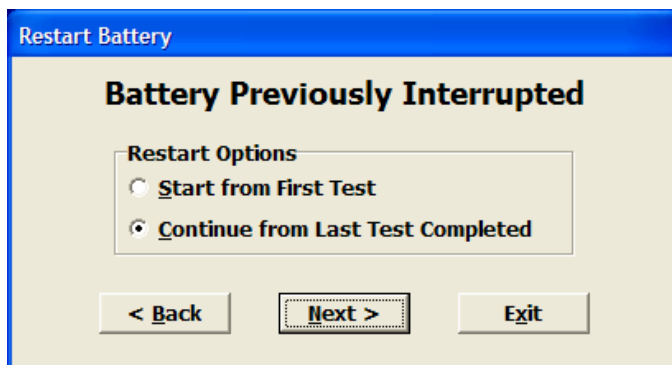 Restart Battery
Battery Previously Interrupted
Restart Options
Start from First Test
Continue from Last Test Completed
< Back Next > Exit